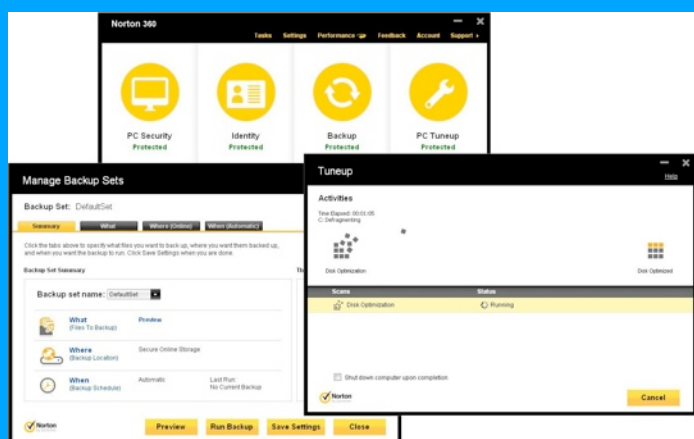 Norton 360
Tasks Settings Performance Feedback Account Support
PC Security Identity Backup PC Tuneup
Protected Protected Protected Protected
Manage Backup Sets
Backup Set: DefaultSet
Summary What Where (Online) When (Automatic)
Click the tabs above to specify what files you want to back up, where you want them backed up,
and when you want the backup to run. Click Save Settings when you are done.
Backup Set Summary
Backup set name: DefaultSet
What Preview
(Files To Backup)
Where Secure Online Storage
(Backup Location)
When Automatic Last Run
(Backup Schedule) No Current Backup
Norton
Preview Run Backup Save Settings Close
Tuneup
Help
Activities
Time Elapsed: 00:01:05
C: Defragmenting
Disk Optimization Disk Optimized
Scans Status
Disk Optimization Running
Shut down computer upon completion
Norton
Cancel